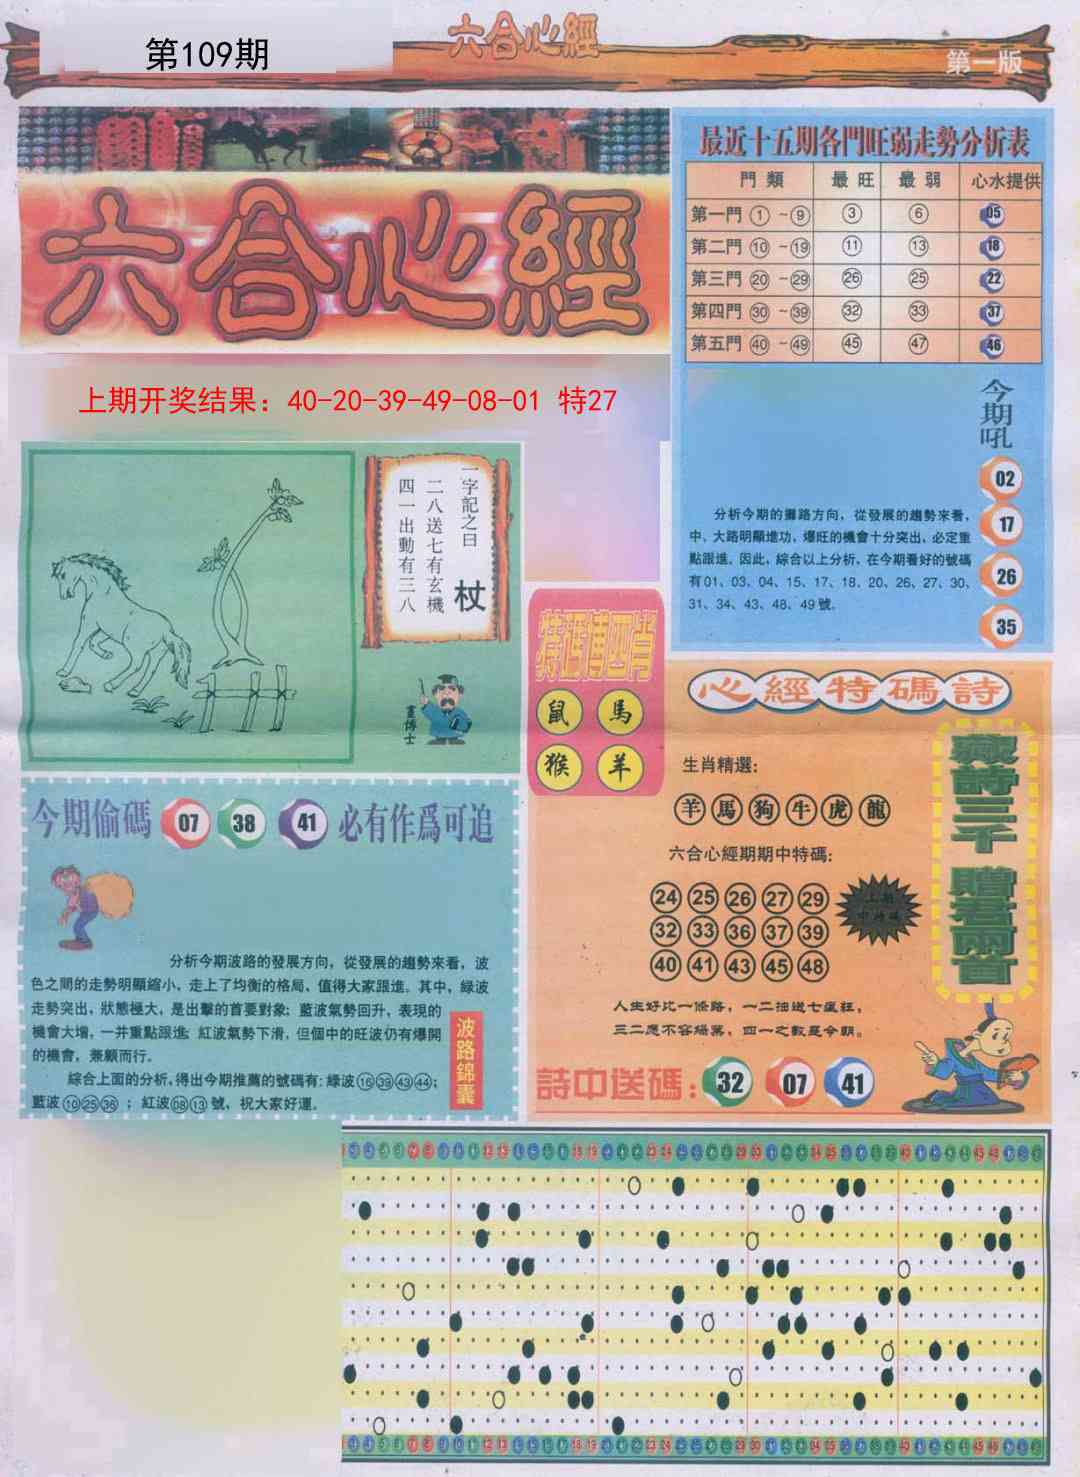 第109期
六合心經
第一版
六合心經
上期开奖结果：40-20-39-49-08-01 特27
最近十五期各門旺弱走勢分析表
門類 最旺 最弱 心水提供
第一門 ①～⑨ ③ ⑥ 05
第二門 ⑩～⑲ ⑪ ⑬ 18
第三門 ⑳～㉙ ㉖ ㉕ 22
第四門 ㉚～㊴ ㉜ ㉝ 37
第五門 ㊵～㊾ ㊺ ㊼ 46
今期吼
02
17
26
35
分析今期的攤路方向，從發展的趨勢來看，
中、大路明顯進功，爆旺的機會十分突出，必定重
點跟進。因此，綜合以上分析，在今期看好的號碼
有01、03、04、15、17、18、20、26、27、30、
31、34、43、48、49號。
一字記之曰 杖
二八送七有玄機
四一出動有三八
畫博士
特碼博四肖
鼠 馬
猴 羊
今期偷碼 07 38 41 必有作爲可追
分析今期波路的發展方向，從發展的趨勢來看，波
色之間的走勢明顯縮小、走上了均衡的格局、值得大家跟進。其中，綠波
走勢突出，狀態極大，是出擊的首要對象；藍波氣勢回升，表現的
機會大增，一并重點跟進；紅波氣勢下滑，但個中的旺波仍有爆開
的機會，兼顧而行。
綜合上面的分析，得出今期推薦的號碼有：綠波⑯㊴㊸㊹；
藍波⑩㉕㊱；紅波⑧⑬號，祝大家好運。
波路錦囊
心經特碼詩
生肖精選：
羊 馬 狗 牛 虎 龍
六合心經期期中特碼：
24 25 26 27 29
32 33 36 37 39
40 41 43 45 48
上期
中特碼
人生好比一條路，一二抽送七瘋狂，
三二應不容綠葉，四一之數是今期。
詩中送碼：32 07 41
藏詩三千 贈君兩首